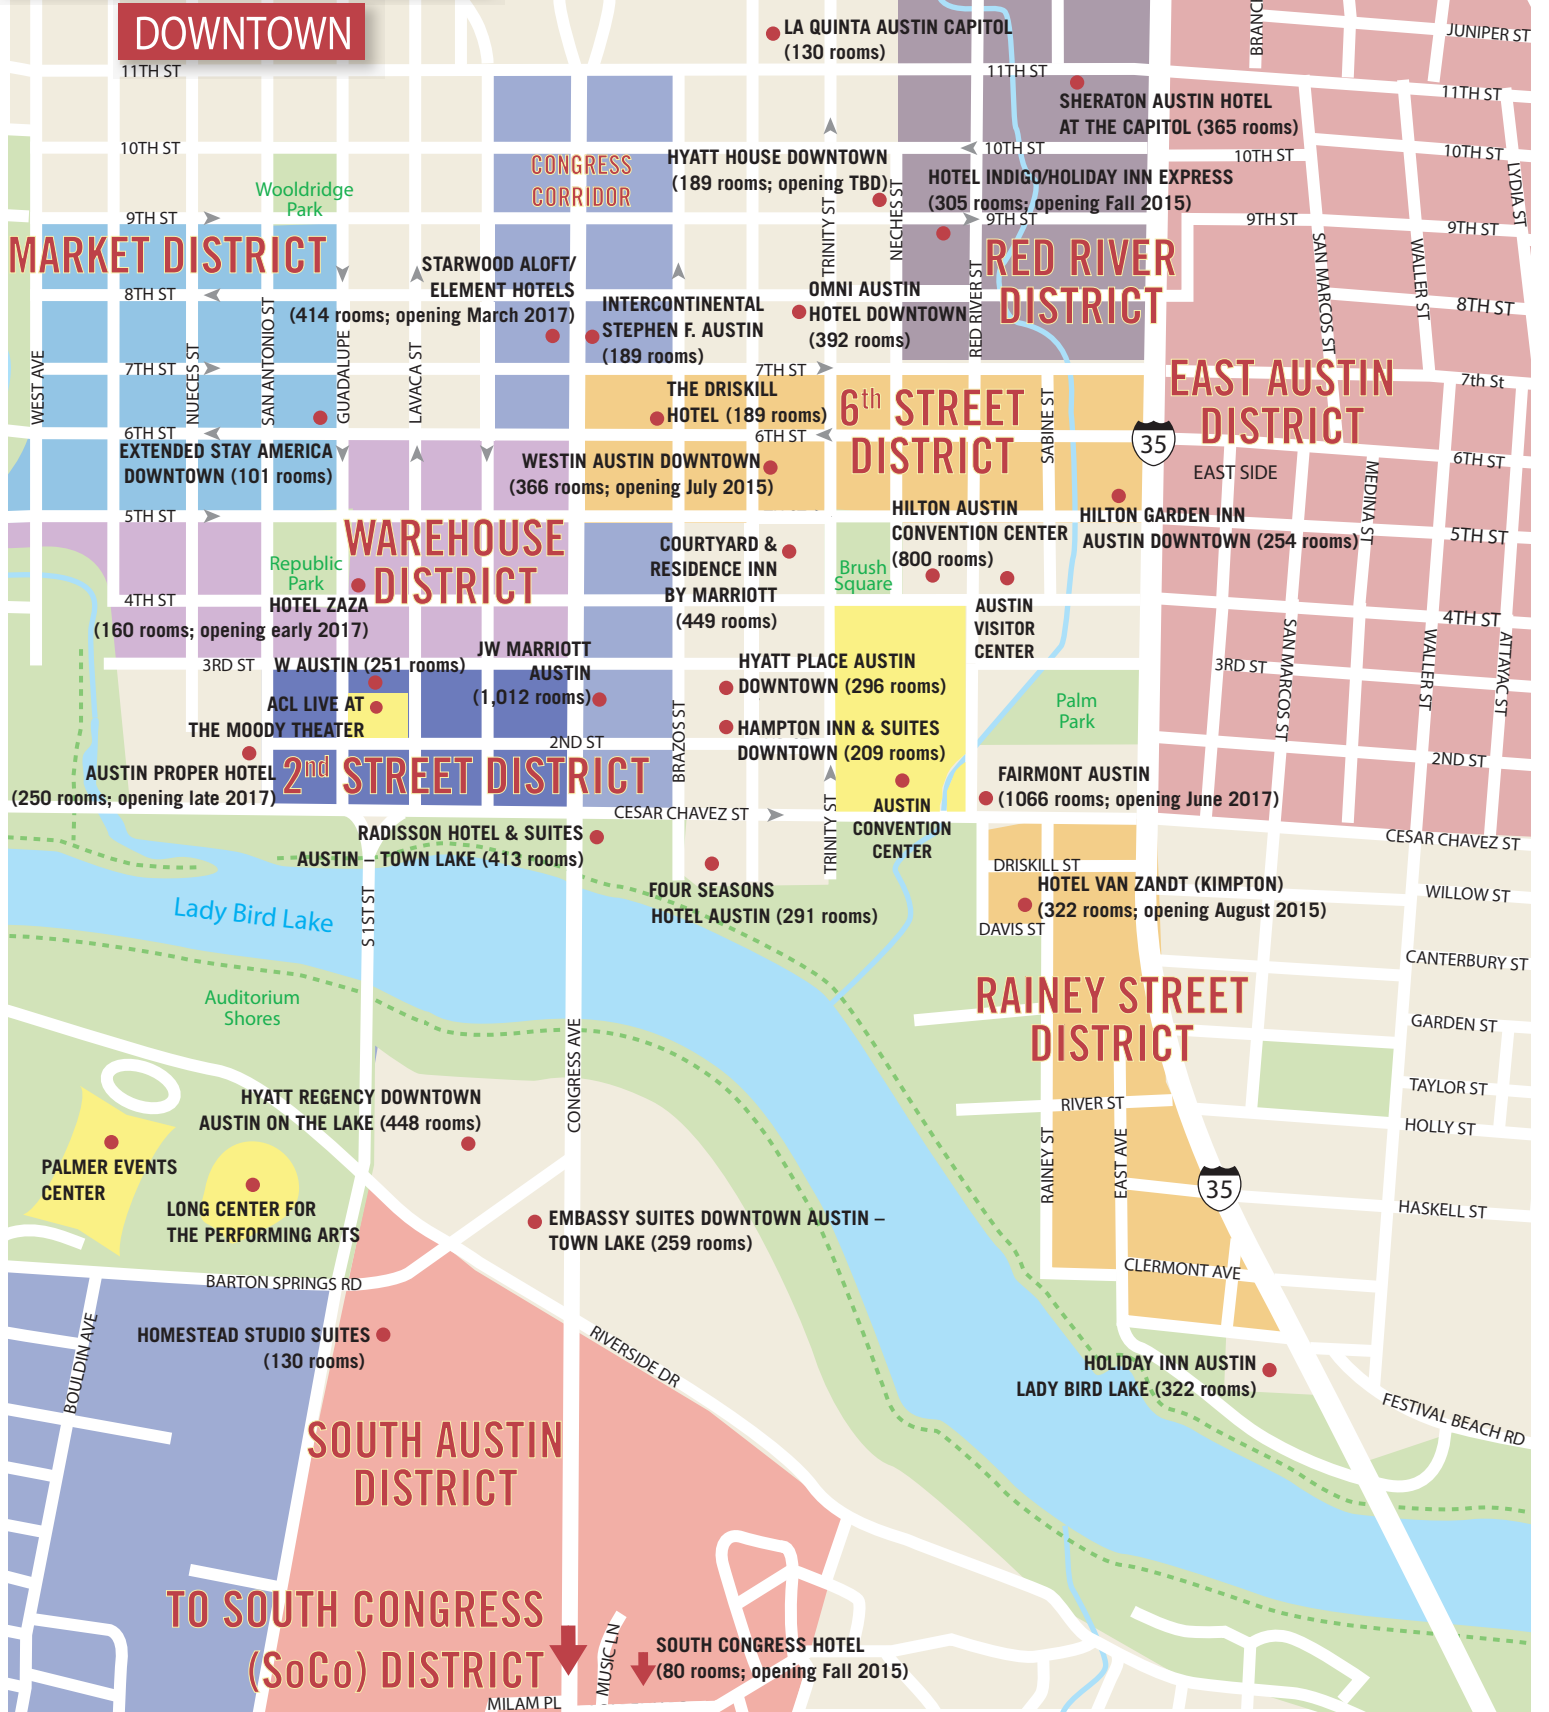 DOWNTOWN
LA QUINTA AUSTIN CAPITOL
(130 rooms)
JUNIPER ST
11TH ST
11TH ST
11TH ST
SHERATON AUSTIN HOTEL
AT THE CAPITOL (365 rooms)
10TH ST
10TH ST
10TH ST
10TH ST
CONGRESS
CORRIDOR
HYATT HOUSE DOWNTOWN
(189 rooms; opening TBD)
HOTEL INDIGO/HOLIDAY INN EXPRESS
(305 rooms; opening Fall 2015)
Wooldridge
Park
LYDIA ST
9TH ST
9TH ST
9TH ST
9TH ST
TRINITY ST
NECHES ST
MARKET DISTRICT
RED RIVER
DISTRICT
RED RIVER ST
SAN MARCOS ST
WALLER ST
STARWOOD ALOFT/
ELEMENT HOTELS
(414 rooms; opening March 2017)
INTERCONTINENTAL
STEPHEN F. AUSTIN
(189 rooms)
OMNI AUSTIN
HOTEL DOWNTOWN
(392 rooms)
8TH ST
8TH ST
WEST AVE
NUECES ST
SAN ANTONIO ST
GUADALUPE
LAVACA ST
7TH ST
7TH ST
7th St
THE DRISKILL
HOTEL (189 rooms)
6th STREET
DISTRICT
SABINE ST
EAST AUSTIN
DISTRICT
35
6TH ST
6TH ST
6TH ST
EXTENDED STAY AMERICA
DOWNTOWN (101 rooms)
WESTIN AUSTIN DOWNTOWN
(366 rooms; opening July 2015)
EAST SIDE
MEDINA ST
HILTON AUSTIN
CONVENTION CENTER
(800 rooms)
HILTON GARDEN INN
AUSTIN DOWNTOWN (254 rooms)
5TH ST
5TH ST
WAREHOUSE
DISTRICT
COURTYARD &
RESIDENCE INN
BY MARRIOTT
(449 rooms)
Brush
Square
Republic
Park
HOTEL ZAZA
(160 rooms; opening early 2017)
4TH ST
4TH ST
AUSTIN
VISITOR
CENTER
SAN MARCOS ST
WALLER ST
ATTAYAC ST
3RD ST
3RD ST
W AUSTIN (251 rooms)
JW MARRIOTT
AUSTIN
(1,012 rooms)
HYATT PLACE AUSTIN
DOWNTOWN (296 rooms)
Palm
Park
ACL LIVE AT
THE MOODY THEATER
HAMPTON INN & SUITES
DOWNTOWN (209 rooms)
BRAZOS ST
2ND ST
2ND ST
2nd STREET DISTRICT
AUSTIN PROPER HOTEL
(250 rooms; opening late 2017)
FAIRMONT AUSTIN
(1066 rooms; opening June 2017)
AUSTIN
CONVENTION
CENTER
CESAR CHAVEZ ST
CESAR CHAVEZ ST
TRINITY ST
RADISSON HOTEL & SUITES
AUSTIN – TOWN LAKE (413 rooms)
FOUR SEASONS
HOTEL AUSTIN (291 rooms)
DRISKILL ST
HOTEL VAN ZANDT (KIMPTON)
(322 rooms; opening August 2015)
DAVIS ST
WILLOW ST
Lady Bird Lake
S 1ST ST
CANTERBURY ST
RAINEY STREET
DISTRICT
Auditorium
Shores
GARDEN ST
CONGRESS AVE
TAYLOR ST
HYATT REGENCY DOWNTOWN
AUSTIN ON THE LAKE (448 rooms)
RIVER ST
HOLLY ST
RAINEY ST
EAST AVE
PALMER EVENTS
CENTER
LONG CENTER FOR
THE PERFORMING ARTS
35
HASKELL ST
EMBASSY SUITES DOWNTOWN AUSTIN –
TOWN LAKE (259 rooms)
CLERMONT AVE
BARTON SPRINGS RD
BOULDIN AVE
HOMESTEAD STUDIO SUITES
(130 rooms)
RIVERSIDE DR
HOLIDAY INN AUSTIN
LADY BIRD LAKE (322 rooms)
FESTIVAL BEACH RD
SOUTH AUSTIN
DISTRICT
TO SOUTH CONGRESS
(SoCo) DISTRICT
MUSIC LN
SOUTH CONGRESS HOTEL
(80 rooms; opening Fall 2015)
MILAM PL